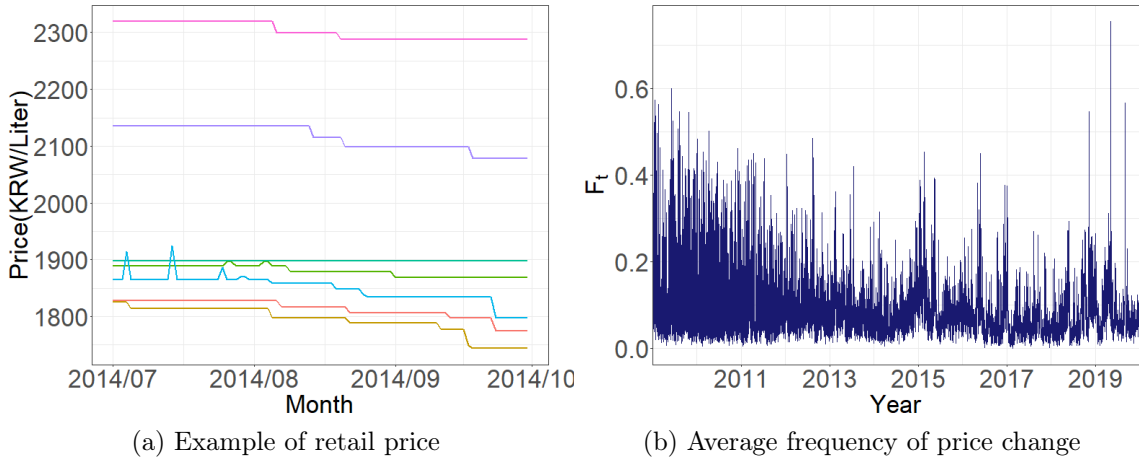 2300
2200
2100
2000
1900
1800
Price(KRW/Liter)
2014/07 2014/08 2014/09 2014/10
Month
(a) Example of retail price
0.6
0.4
0.2
0.0
F_t
2011 2013 2015 2017 2019
Year
(b) Average frequency of price change